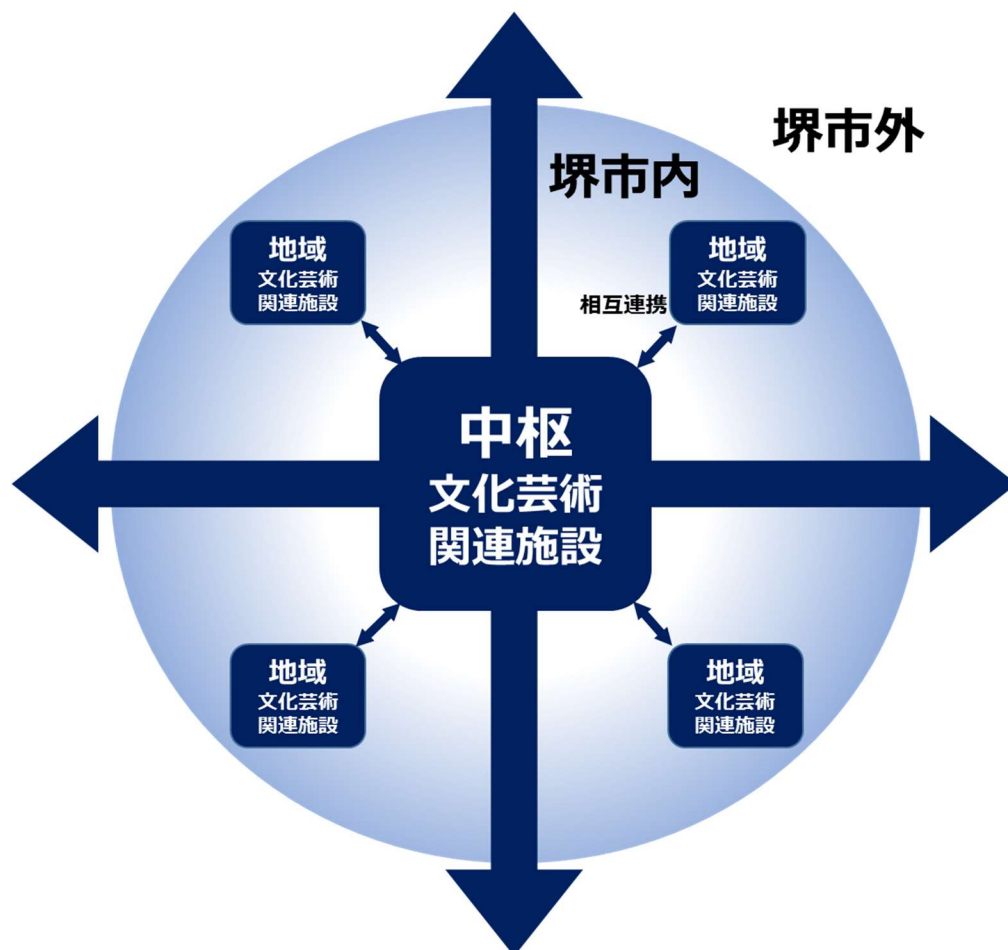 堺市外
堺市内
地域
文化芸術
関連施設
地域
文化芸術
関連施設
相互連携
中枢
文化芸術
関連施設
地域
文化芸術
関連施設
地域
文化芸術
関連施設